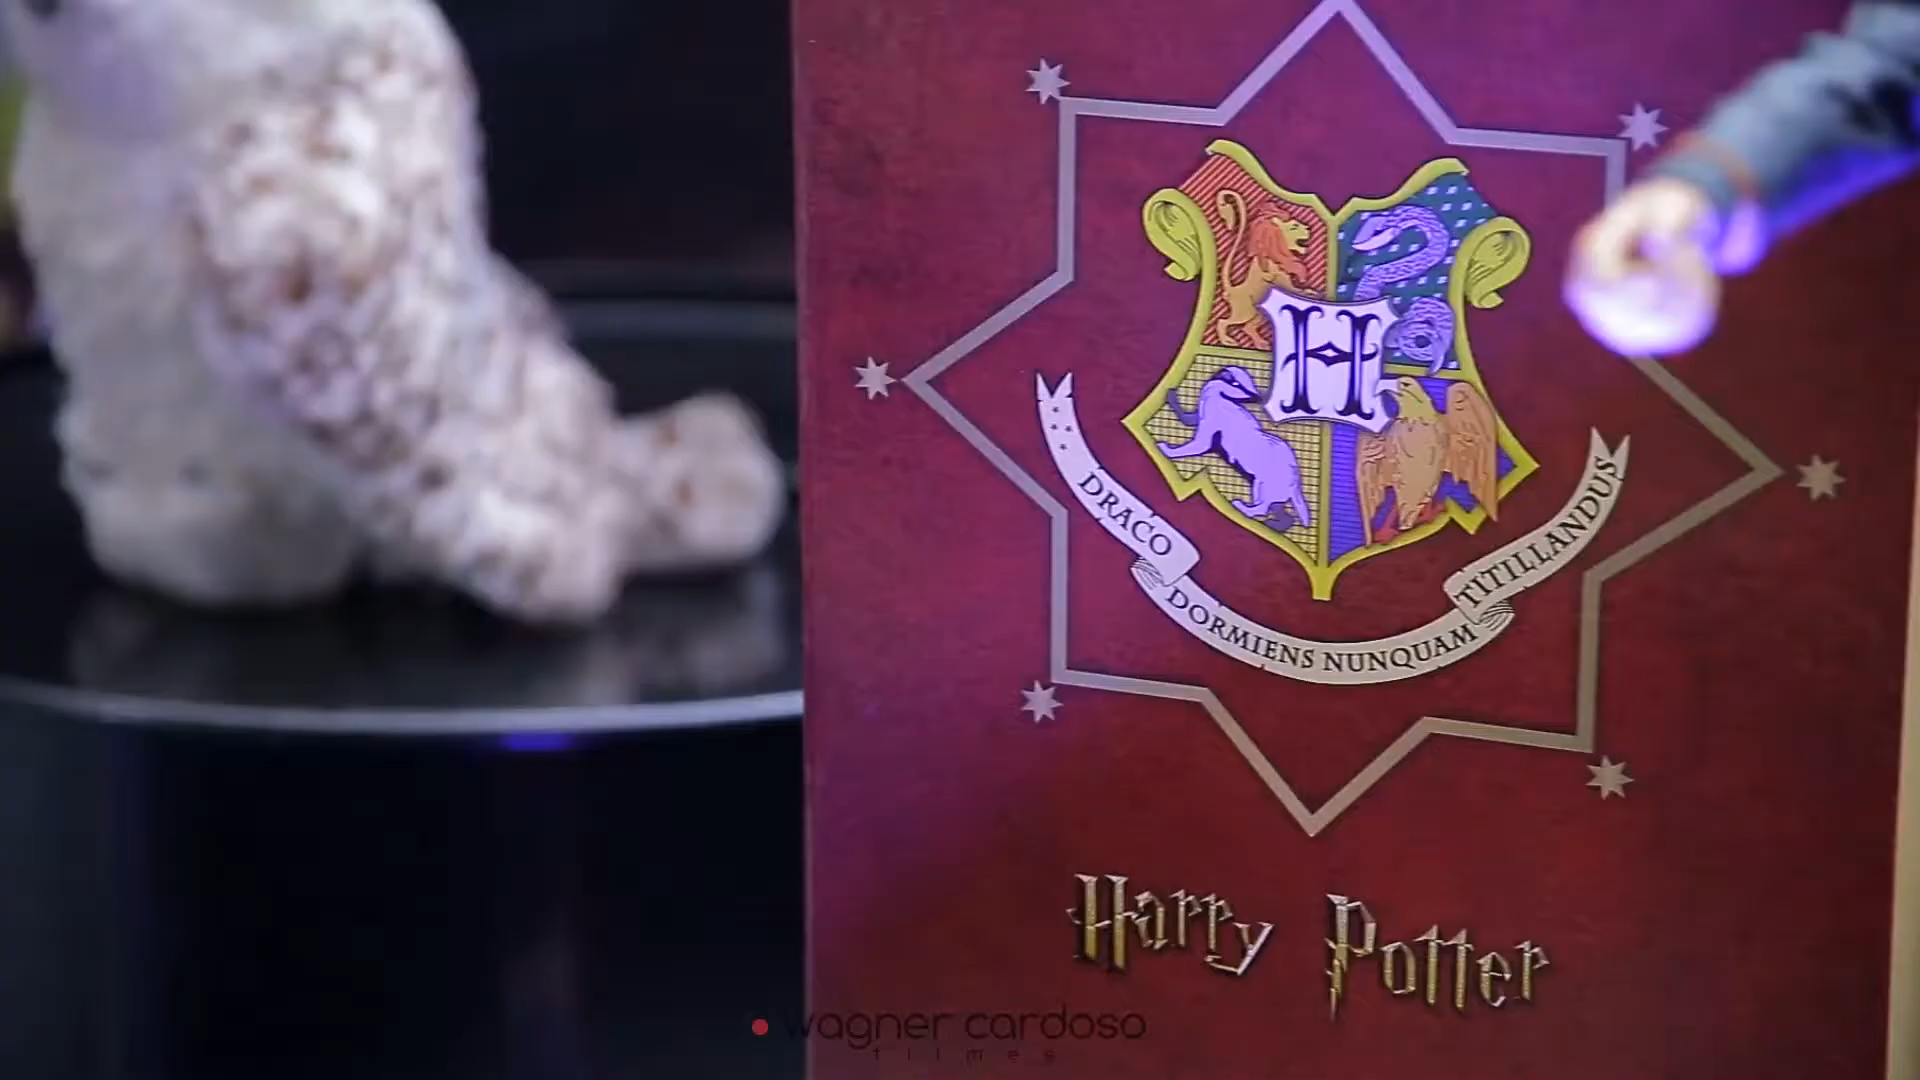 H
DRACO
DORMIENS NUNQUAM
TITILLANDUS
Harry Potter
wagner cardoso
filmes